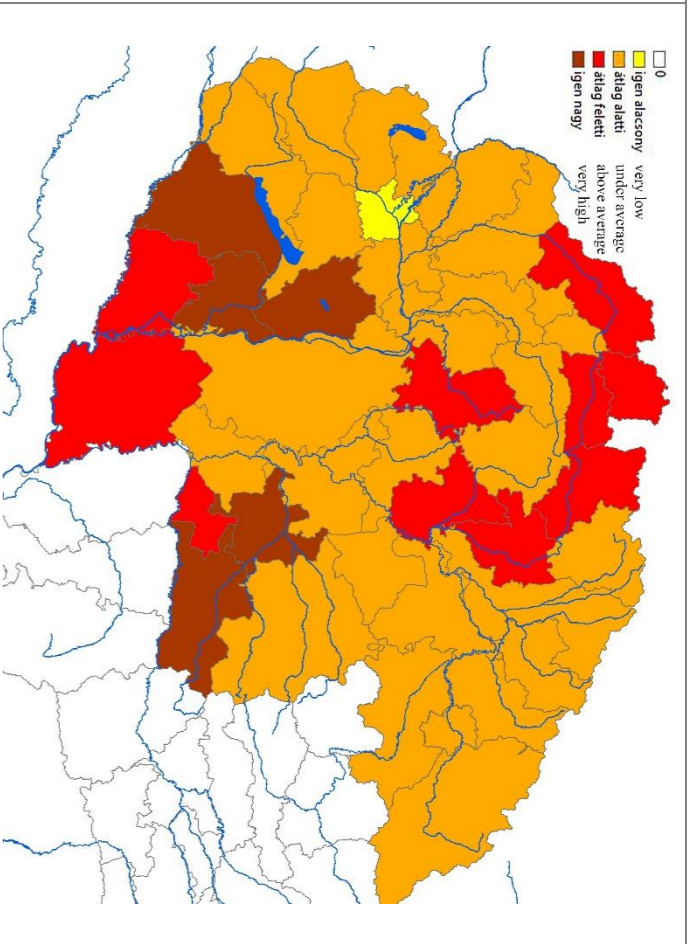 0
igen alacsony very low
átlag alatti under average
átlag feletti above average
igen nagy very high